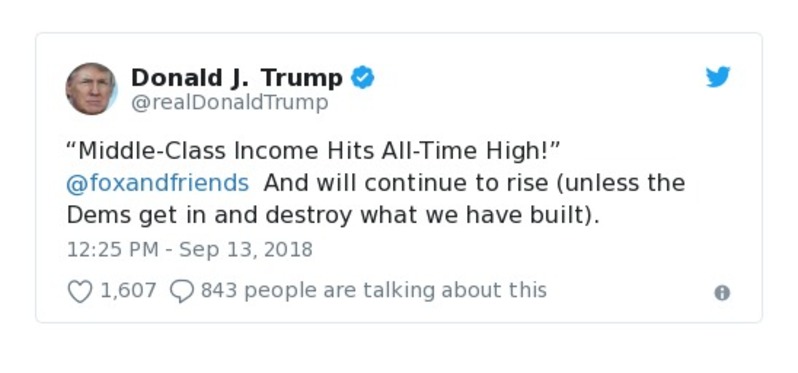 Donald J. Trump
@realDonaldTrump
“Middle-Class Income Hits All-Time High!”
@foxandfriends And will continue to rise (unless the
Dems get in and destroy what we have built).
12:25 PM - Sep 13, 2018
1,607 843 people are talking about this